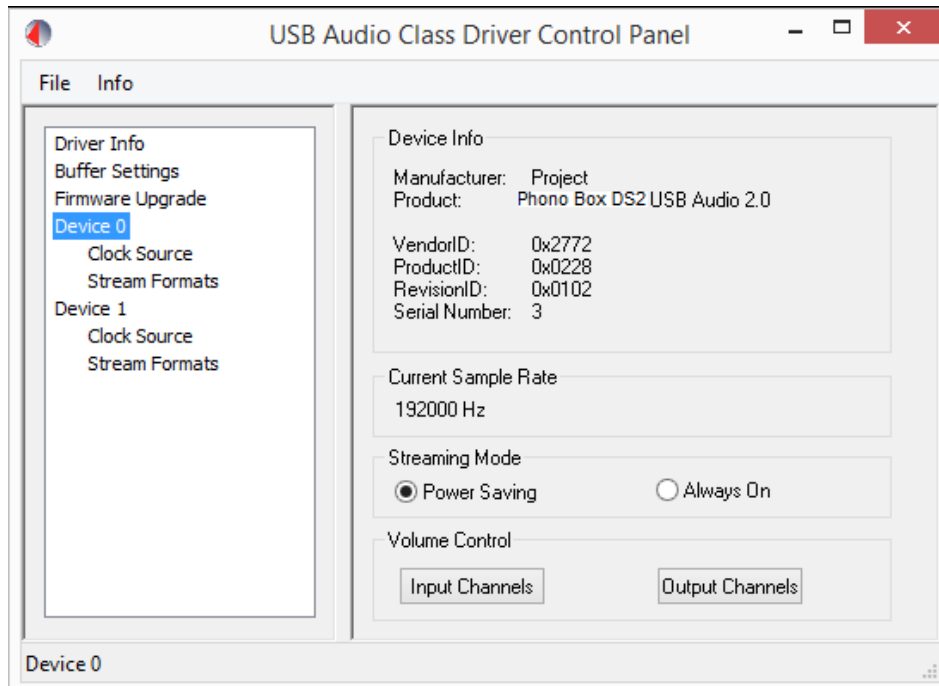 USB Audio Class Driver Control Panel
File Info
Driver Info
Buffer Settings
Firmware Upgrade
Device 0
Clock Source
Stream Formats
Device 1
Clock Source
Stream Formats
Device Info
Manufacturer: Project
Product: Phono Box DS2 USB Audio 2.0
VendorID: 0x2772
ProductID: 0x0228
RevisionID: 0x0102
Serial Number: 3
Current Sample Rate
192000 Hz
Streaming Mode
Power Saving Always On
Volume Control
Input Channels Output Channels
Device 0